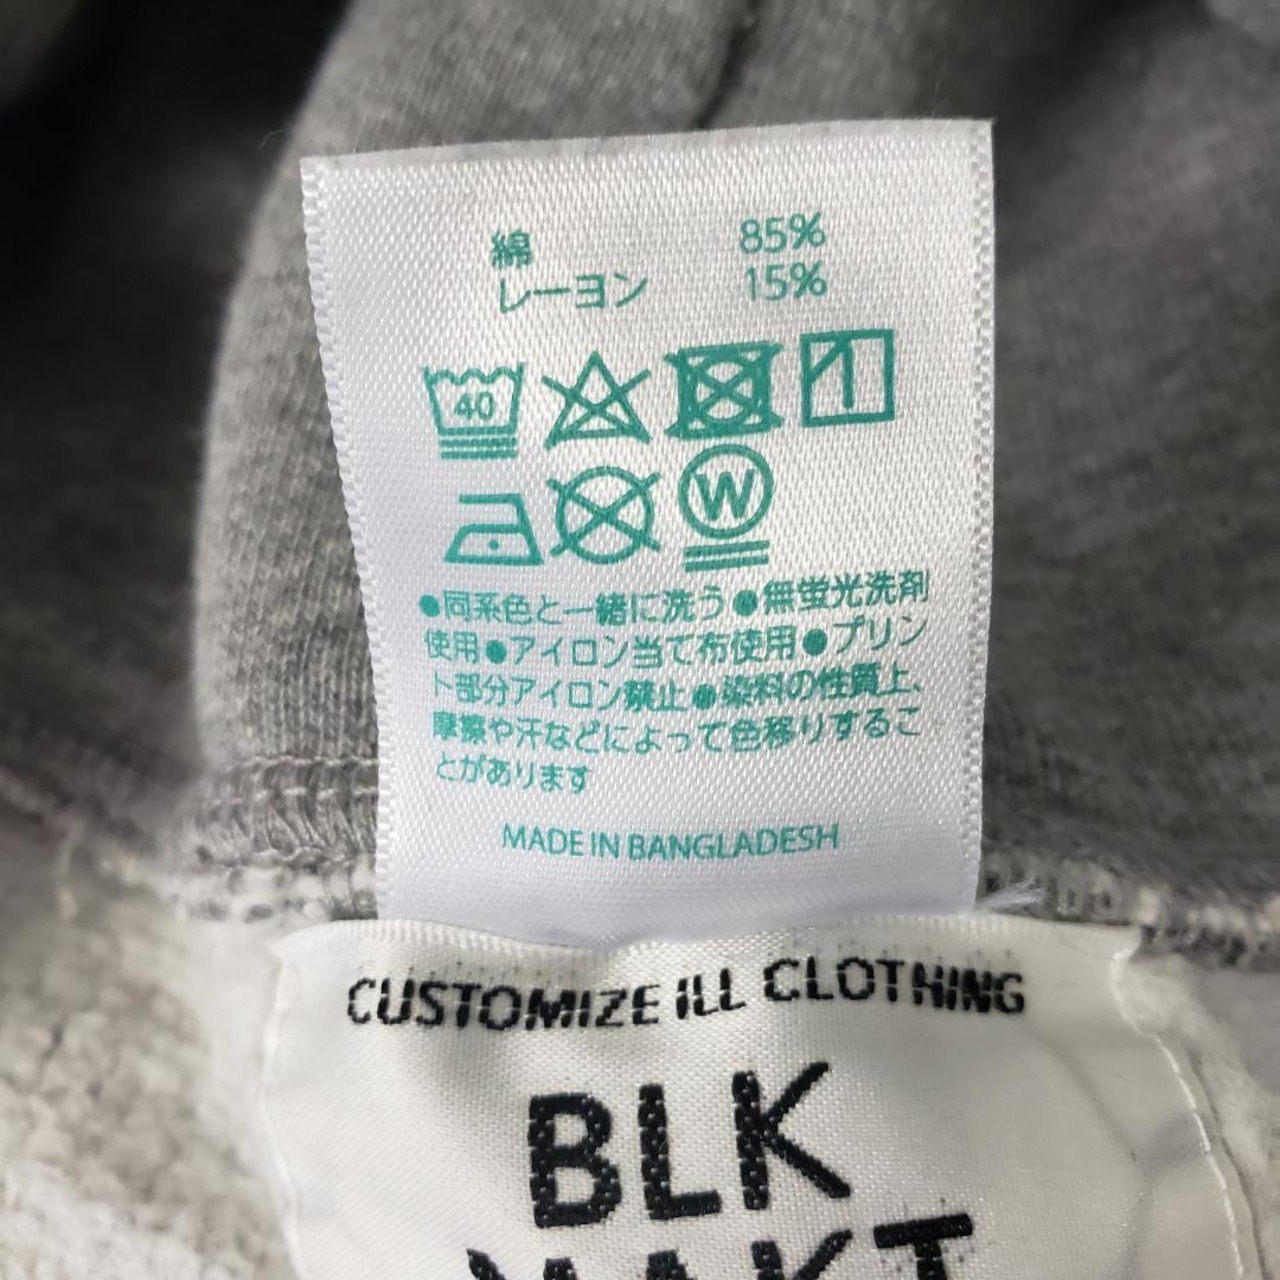 綿 85%
レーヨン 15%
40
W
●同系色と一緒に洗う●無蛍光洗剤
使用●アイロン当て布使用●プリン
ト部分アイロン禁止●染料の性質上、
摩擦や汗などによって色移りするこ
とがあります
MADE IN BANGLADESH
CUSTOMIZE ILL CLOTHING
BLK